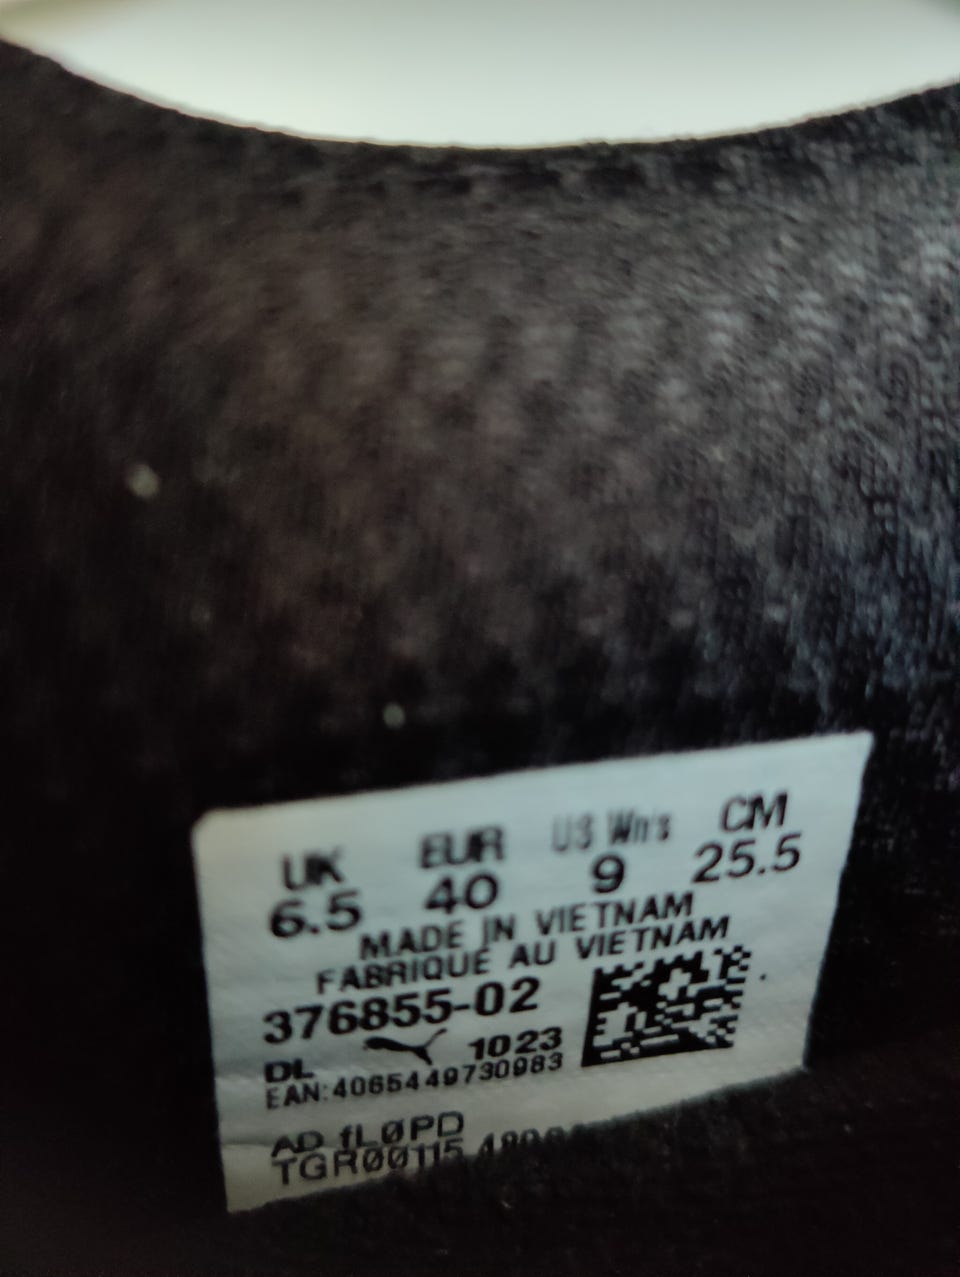 UK EUR US Wn's CM
6.5 40 9 25.5
MADE IN VIETNAM
FABRIQUE AU VIETNAM
376855-02
DL 1023
EAN:4065449730983
AD fLØPD
TGRØØ115